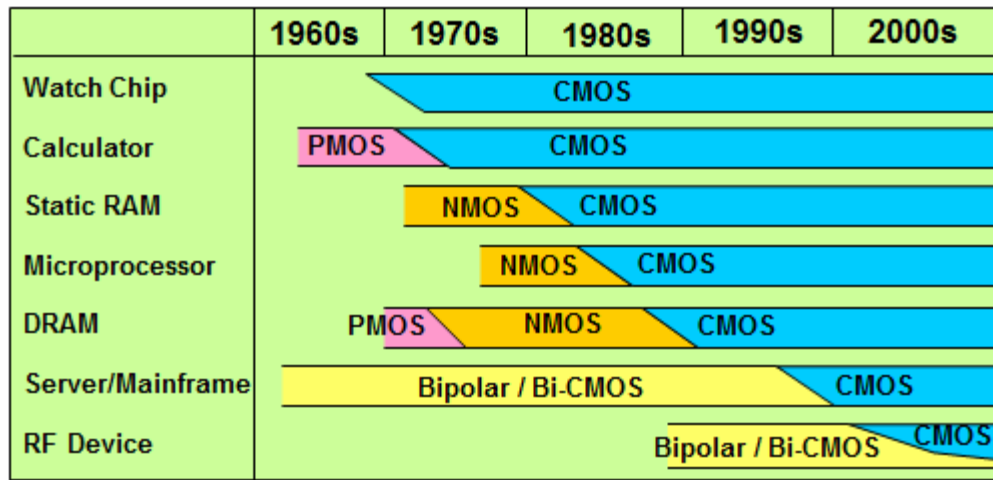 1960s 1970s 1980s 1990s 2000s
Watch Chip CMOS
Calculator PMOS CMOS
Static RAM NMOS CMOS
Microprocessor NMOS CMOS
DRAM PMOS NMOS CMOS
Server/Mainframe Bipolar / Bi-CMOS CMOS
RF Device Bipolar / Bi-CMOS CMOS